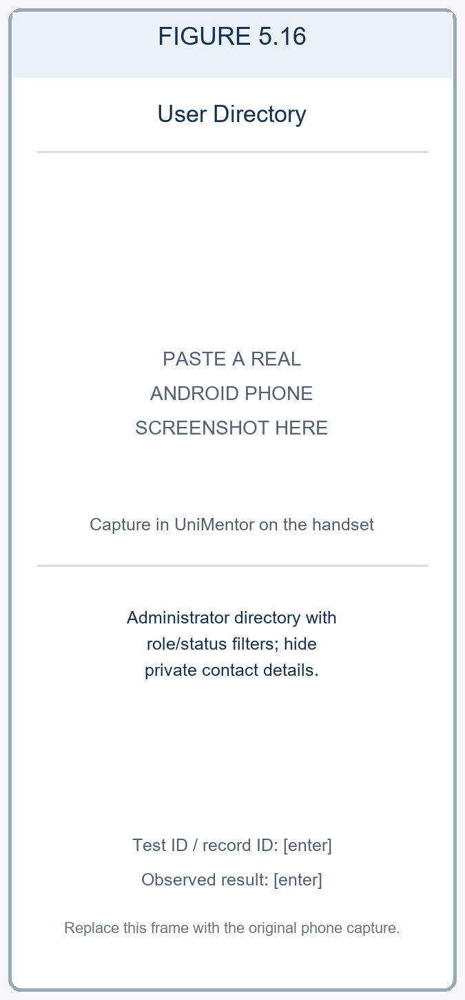 FIGURE 5.16
User Directory
PASTE A REAL
ANDROID PHONE
SCREENSHOT HERE
Capture in UniMentor on the handset
Administrator directory with
role/status filters; hide
private contact details.
Test ID / record ID: [enter]
Observed result: [enter]
Replace this frame with the original phone capture.